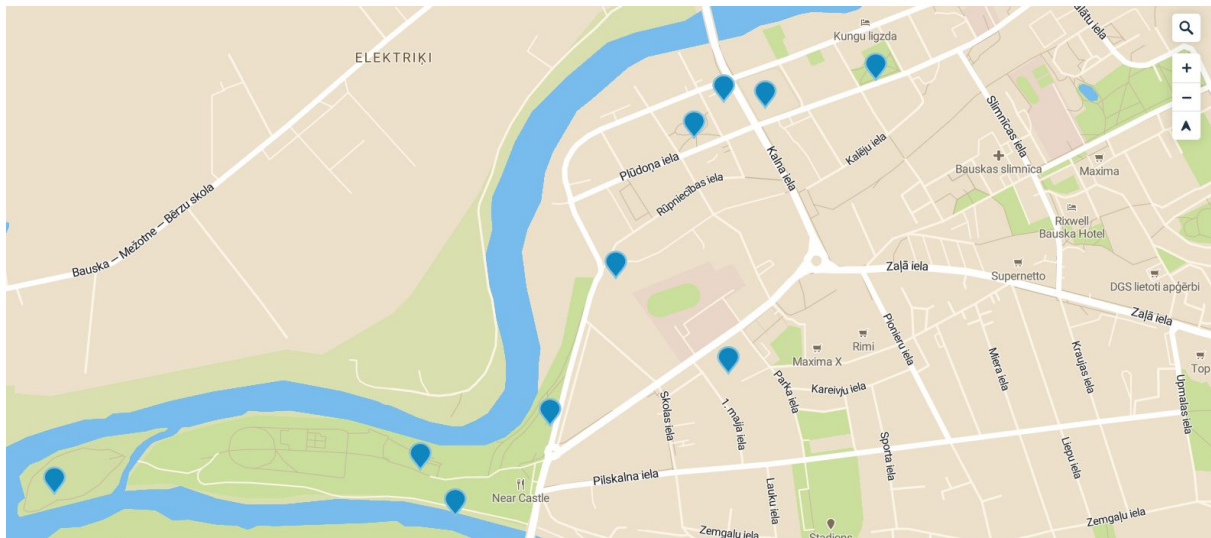 Kungu ligzda
ELEKTRIĶI
Slimnīcas iela
Kalēju iela
Kalna iela
Bauskas slimnīca
Maxima
Plūdoņa iela
Rūpniecības iela
Bauska – Mežotne – Bērzu skola
Rixwell
Bauska Hotel
Zaļā iela
Supernetto
DGS lietoti apģērbi
Zaļā iela
Pionieru iela
Rimi
Maxima X
Miera iela
Kraujas iela
Top
Parka iela
Kareivju iela
Upmalas iela
Skolas iela
1. maija iela
Sporta iela
Liepu iela
Pilskalna iela
Near Castle
Lauku iela
Zemgaļu iela
Zemgaļu iela
Stadions